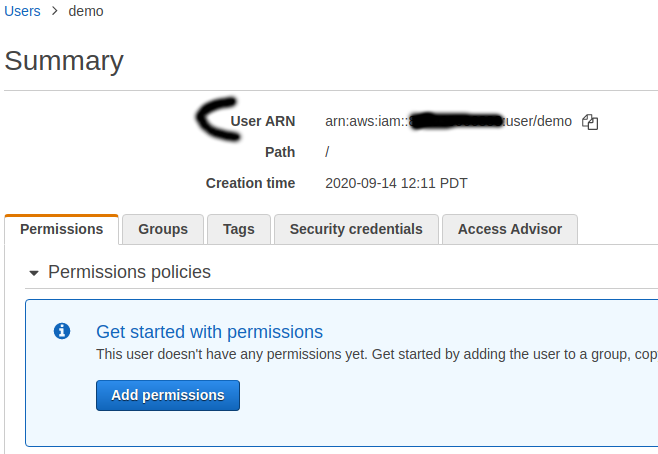 Users > demo
Summary
User ARN arn:aws:iam:: :user/demo
Path /
Creation time 2020-09-14 12:11 PDT
Permissions Groups Tags Security credentials Access Advisor
Permissions policies
Get started with permissions
This user doesn't have any permissions yet. Get started by adding the user to a group, cop
Add permissions